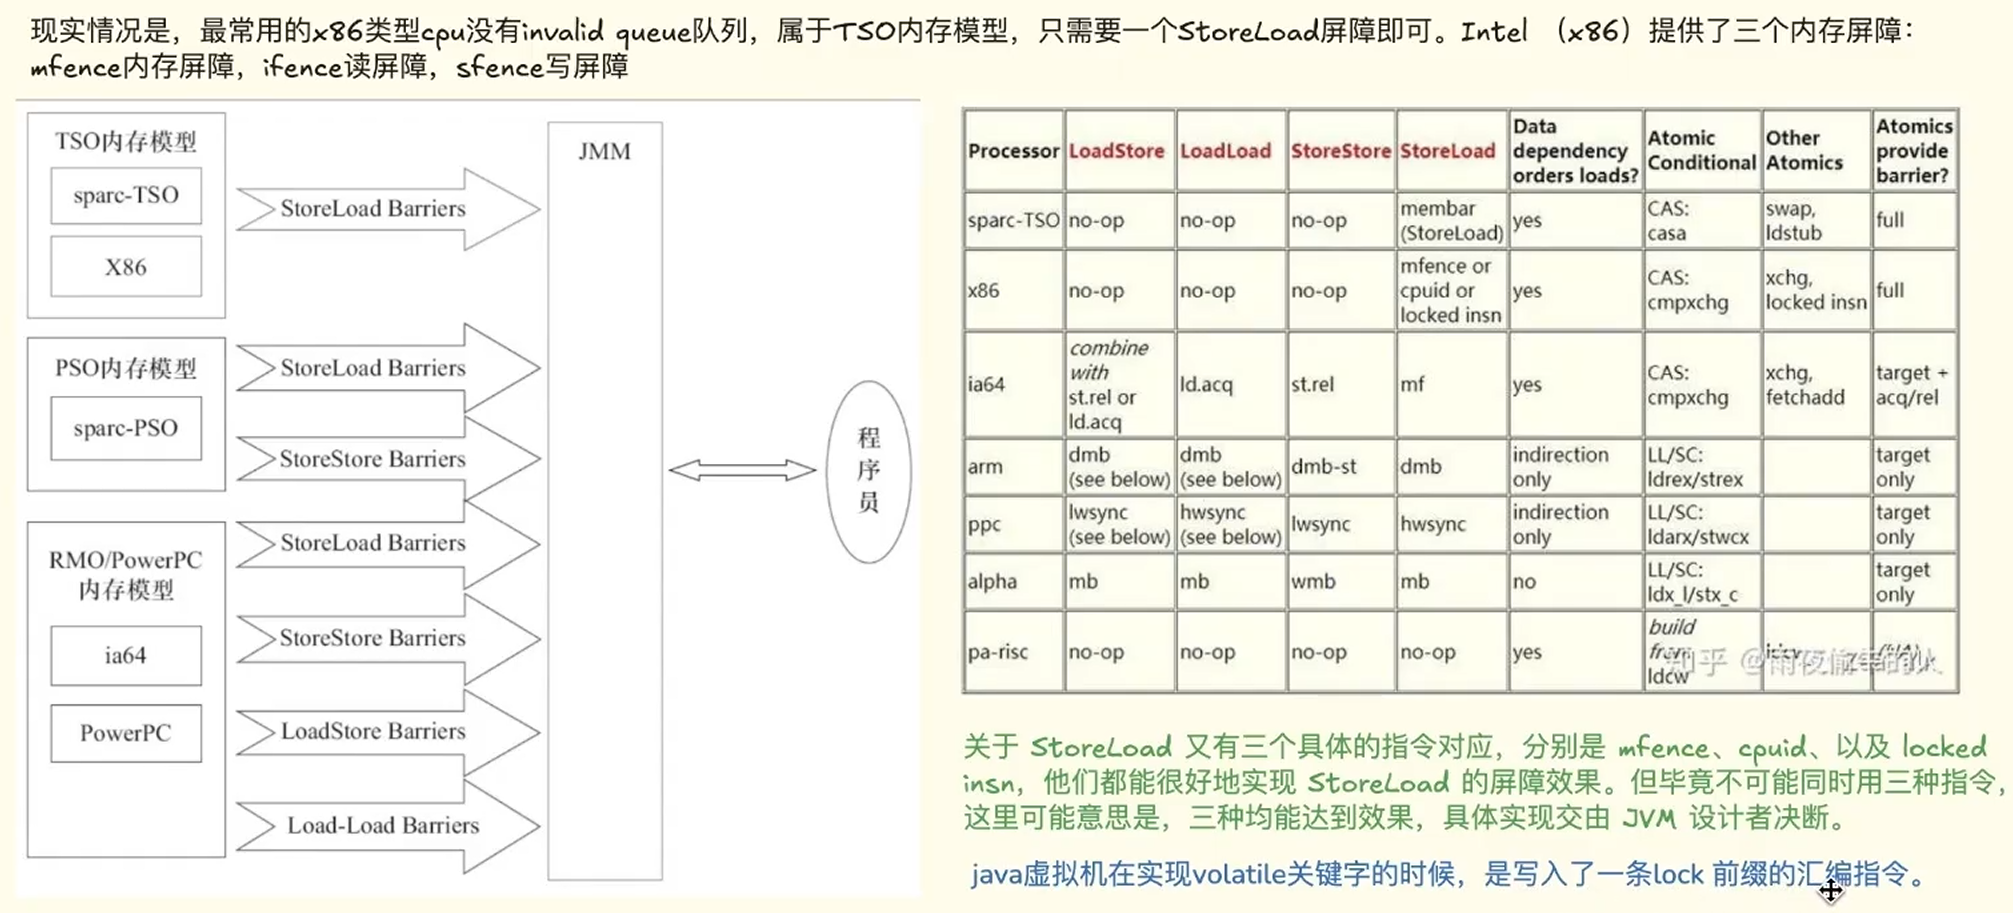 现实情况是，最常用的x86类型cpu没有invalid queue队列，属于TSO内存模型，只需要一个StoreLoad屏障即可。Intel （x86）提供了三个内存屏障：
mfence内存屏障，ifence读屏障，sfence写屏障
TSO内存模型
sparc-TSO
X86
StoreLoad Barriers
PSO内存模型
sparc-PSO
StoreLoad Barriers
StoreStore Barriers
RMO/PowerPC
内存模型
ia64
PowerPC
StoreLoad Barriers
StoreStore Barriers
LoadStore Barriers
Load-Load Barriers
JMM
程
序
员
Processor LoadStore LoadLoad StoreStore StoreLoad Data dependency orders loads? Atomic Conditional Other Atomics Atomics provide barrier?
sparc-TSO no-op no-op no-op membar (StoreLoad) yes CAS: casa swap, ldstub full
x86 no-op no-op no-op mfence or cpuid or locked insn yes CAS: cmpxchg xchg, locked insn full
ia64 combine with st.rel or ld.acq ld.acq st.rel mf yes CAS: cmpxchg xchg, fetchadd target + acq/rel
arm dmb (see below) dmb (see below) dmb-st dmb indirection only LL/SC: ldrex/strex target only
ppc lwsync (see below) hwsync (see below) lwsync hwsync indirection only LL/SC: ldarx/stwcx target only
alpha mb mb wmb mb no LL/SC: ldx_l/stx_c target only
pa-risc no-op no-op no-op no-op yes build from ldcw
知乎
关于 StoreLoad 又有三个具体的指令对应，分别是 mfence、cpuid、以及 locked
insn，他们都能很好地实现 StoreLoad 的屏障效果。但毕竟不可能同时用三种指令，
这里可能意思是，三种均能达到效果，具体实现交由 JVM 设计者决断。
java虚拟机在实现volatile关键字的时候，是写入了一条lock 前缀的汇编指令。